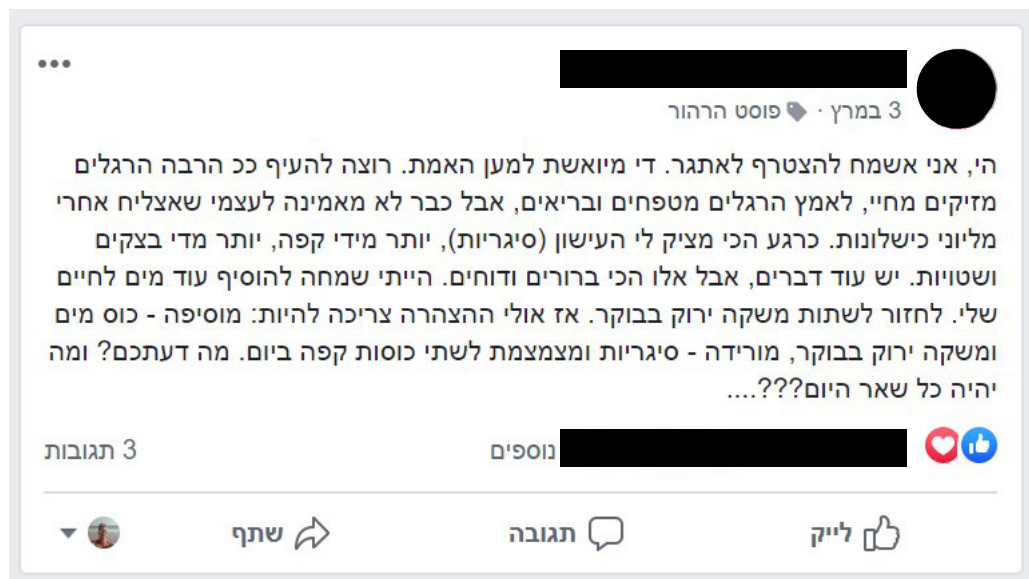 3 במרץ · פוסט הרהור
הי, אני אשמח להצטרף לאתגר. די מיואשת למען האמת. רוצה להעיף ככ הרבה הרגלים
מזיקים מחיי, לאמץ הרגלים מטפחים ובריאים, אבל כבר לא מאמינה לעצמי שאצליח אחרי
מליוני כישלונות. כרגע הכי מציק לי העישון (סיגריות), יותר מידי קפה, יותר מדי בצקים
ושטויות. יש עוד דברים, אבל אלו הכי ברורים ודוחים. הייתי שמחה להוסיף עוד מים לחיים
שלי. לחזור לשתות משקה ירוק בבוקר. אז אולי ההצהרה צריכה להיות: מוסיפה - כוס מים
ומשקה ירוק בבוקר, מורידה - סיגריות ומצמצמת לשתי כוסות קפה ביום. מה דעתכם? ומה
יהיה כל שאר היום???....
נוספים 3 תגובות
לייק תגובה שתף